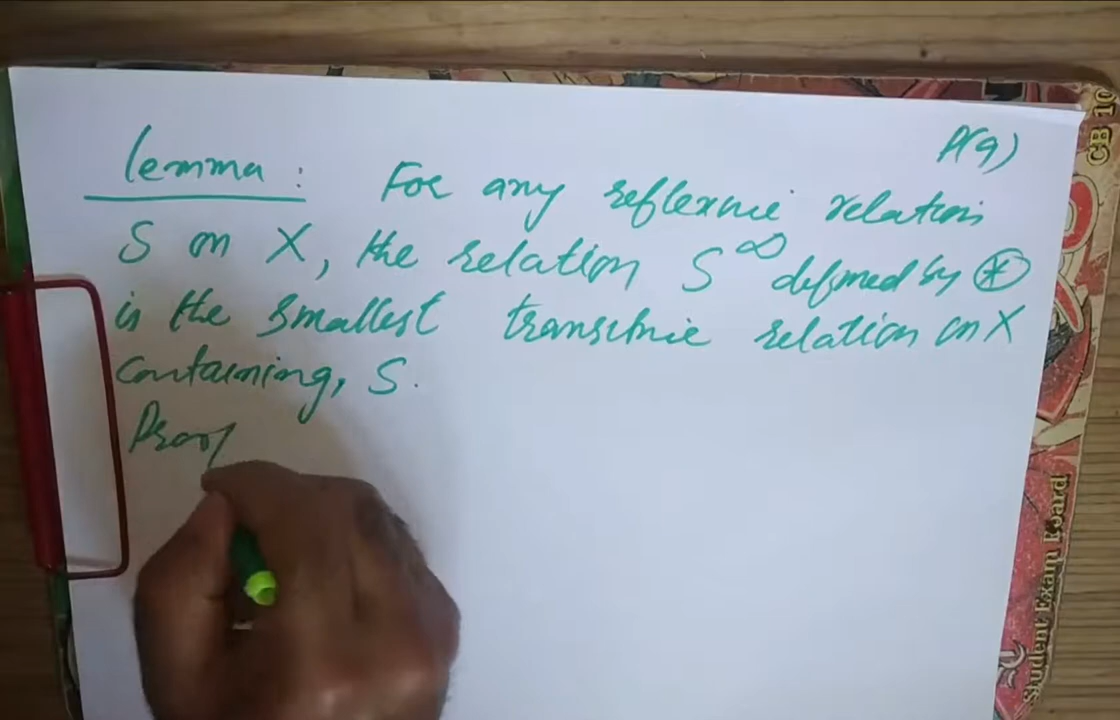 P(9)
Lemma : For any reflexive relation
S on X, the relation S^∞ defined by ⊛
is the smallest transitive relation on X
containing, S.
Proof
CB 10
Student Exam Board